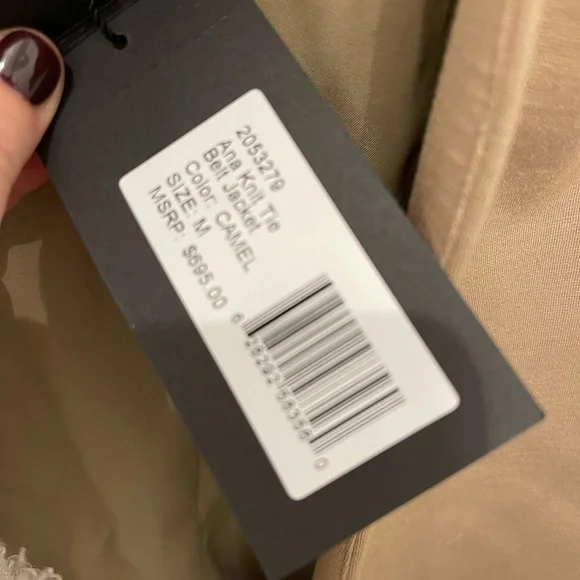 2053279
Ana Knit Tie
Belt Jacket
Color: CAMEL
SIZE: M
MSRP: $695.00